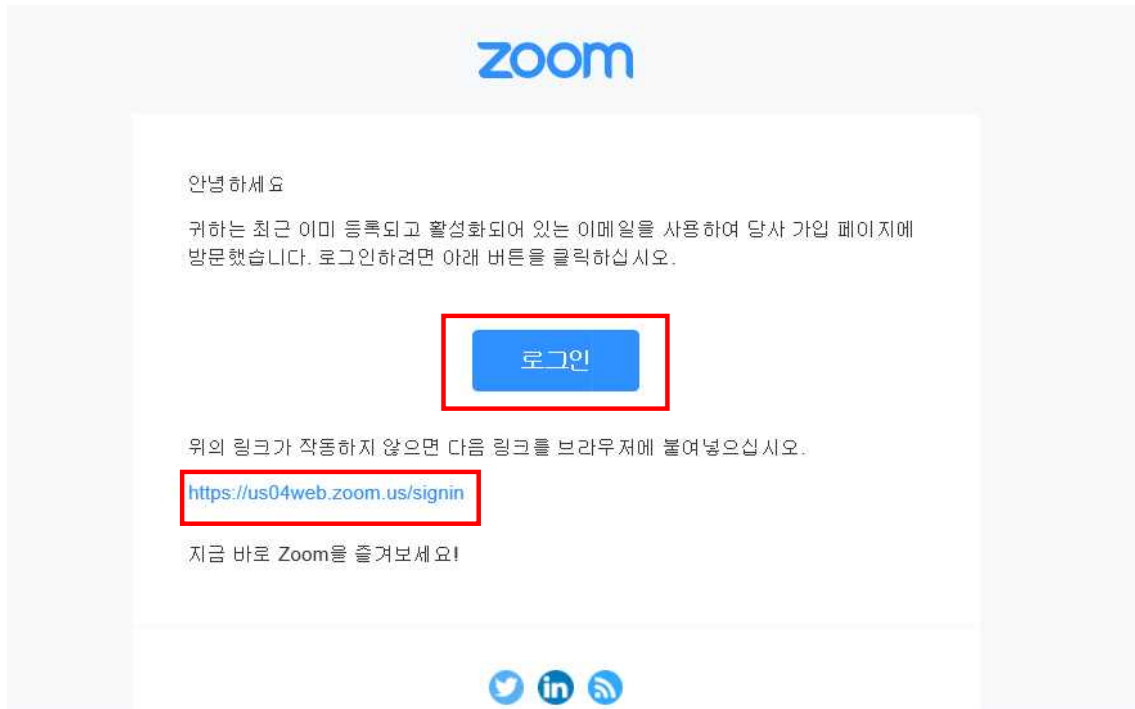 zoom
안녕하세요
귀하는 최근 이미 등록되고 활성화되어 있는 이메일을 사용하여 당사 가입 페이지에
방문했습니다. 로그인하려면 아래 버튼을 클릭하십시오.
로그인
위의 링크가 작동하지 않으면 다음 링크를 브라우저에 붙여넣으십시오.
https://us04web.zoom.us/signin
지금 바로 Zoom을 즐겨보세요!
in